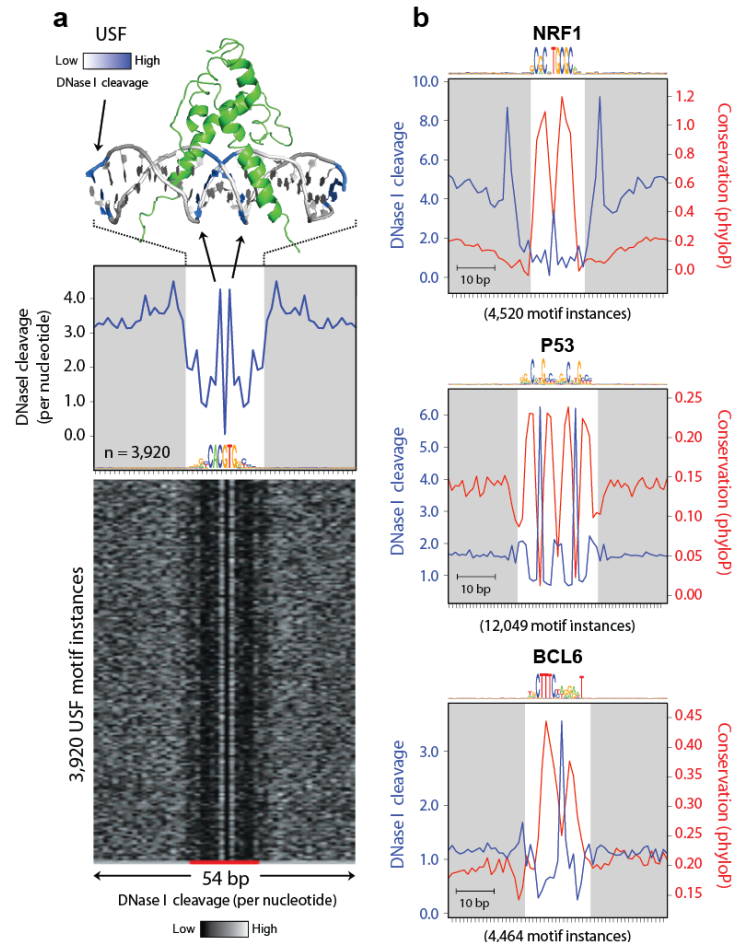 a
USF
Low High
DNase I cleavage
DNaseI cleavage
(per nucleotide)
4.0
3.0
2.0
1.0
0.0
n = 3,920
3,920 USF motif instances
54 bp
DNase I cleavage (per nucleotide)
Low High
b
NRF1
DNase I cleavage
10.0
8.0
6.0
4.0
2.0
0.0
10 bp
1.2
1.0
0.8
0.6
0.4
0.2
0.0
Conservation (phyloP)
(4,520 motif instances)
P53
DNase I cleavage
6.0
5.0
4.0
3.0
2.0
1.0
10 bp
0.25
0.20
0.15
0.10
0.05
0.00
Conservation (phyloP)
(12,049 motif instances)
BCL6
DNase I cleavage
3.0
2.0
1.0
0.0
10 bp
0.45
0.40
0.35
0.30
0.25
0.20
0.15
Conservation (phyloP)
(4,464 motif instances)